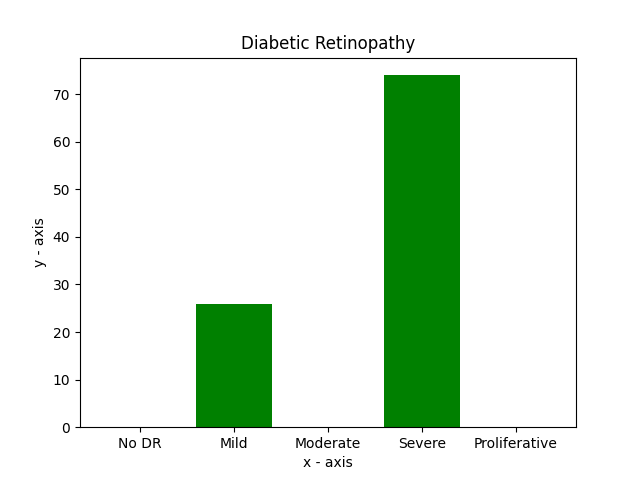 Diabetic Retinopathy
70
60
50
40
30
20
10
0
y - axis
No DR Mild Moderate Severe Proliferative
x - axis